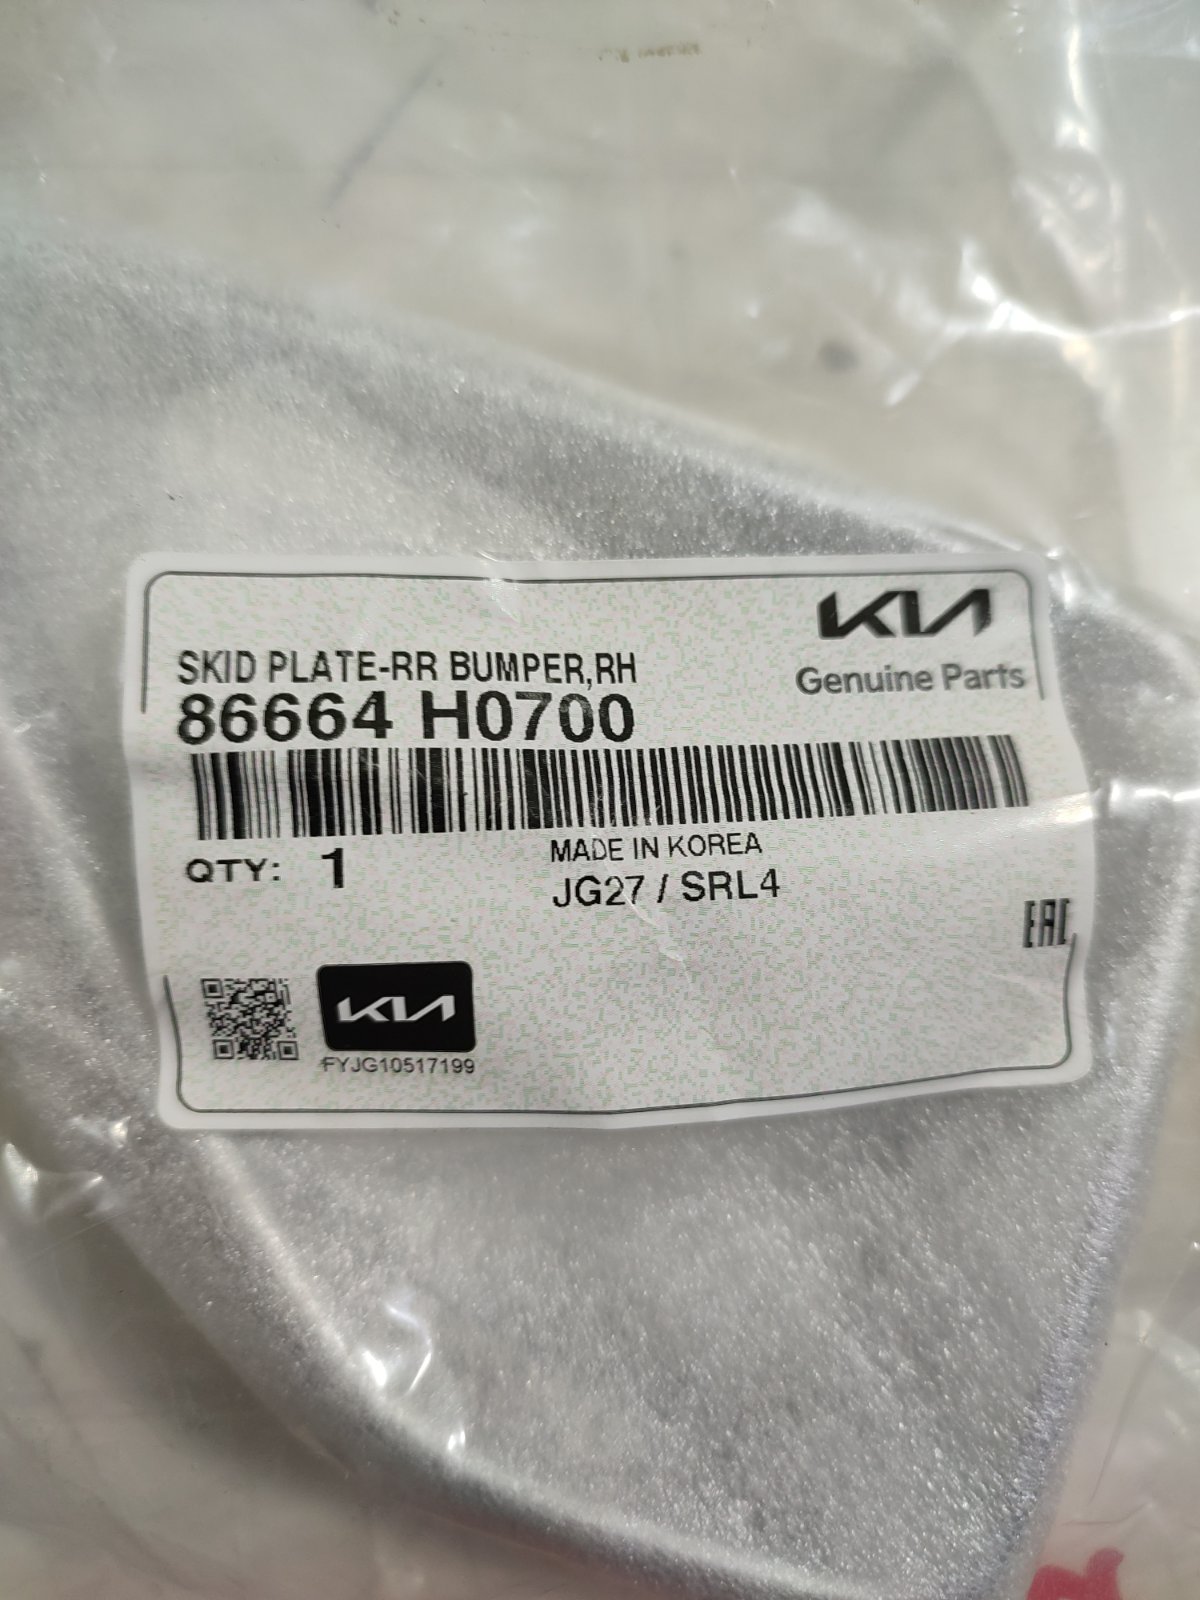 KIA
Genuine Parts
SKID PLATE-RR BUMPER,RH
86664 H0700
QTY: 1
MADE IN KOREA
JG27 / SRL4
EAC
KIA
FYJG10517199